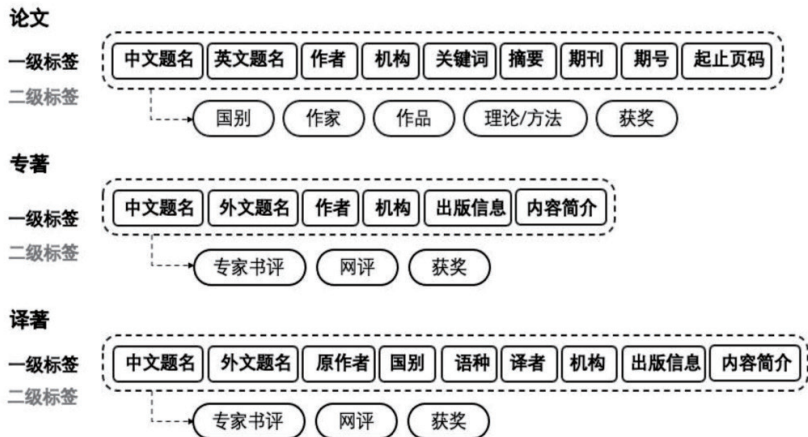 论文
一级标签 中文题名 英文题名 作者 机构 关键词 摘要 期刊 期号 起止页码
二级标签
国别 作家 作品 理论/方法 获奖
专著
一级标签 中文题名 外文题名 作者 机构 出版信息 内容简介
二级标签
专家书评 网评 获奖
译著
一级标签 中文题名 外文题名 原作者 国别 语种 译者 机构 出版信息 内容简介
二级标签
专家书评 网评 获奖